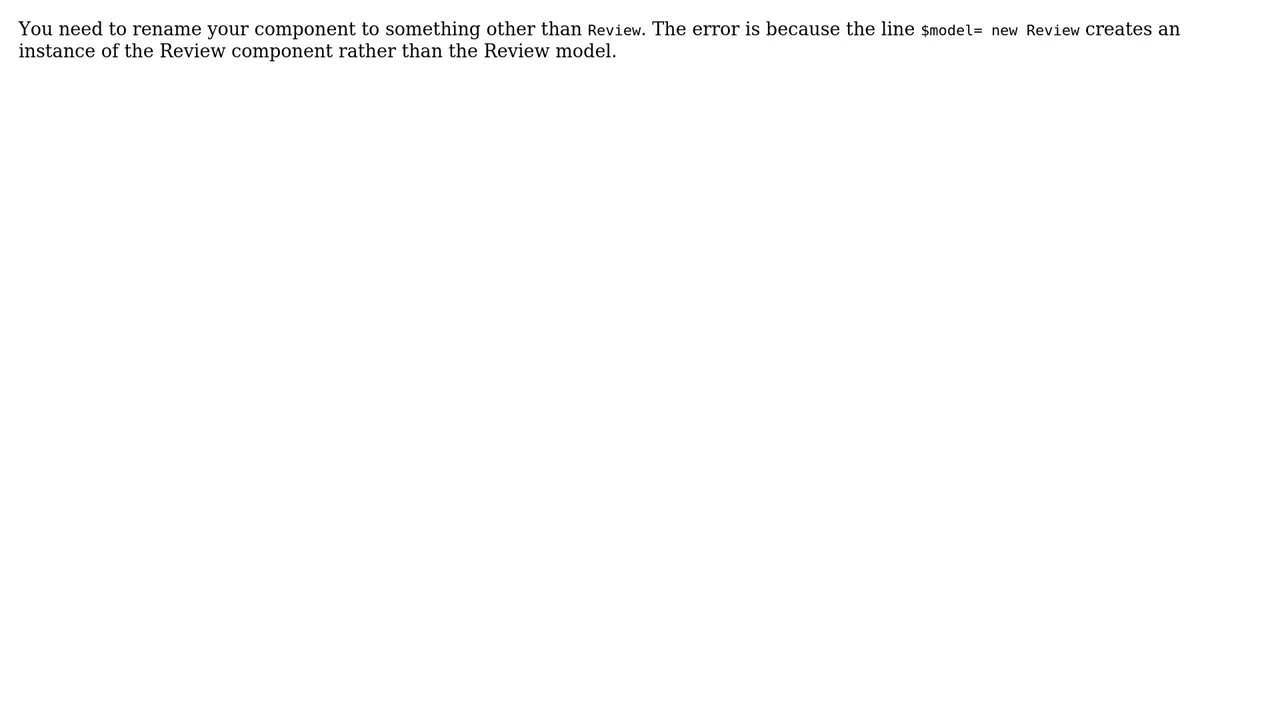 You need to rename your component to something other than Review. The error is because the line $model= new Review creates an
instance of the Review component rather than the Review model.